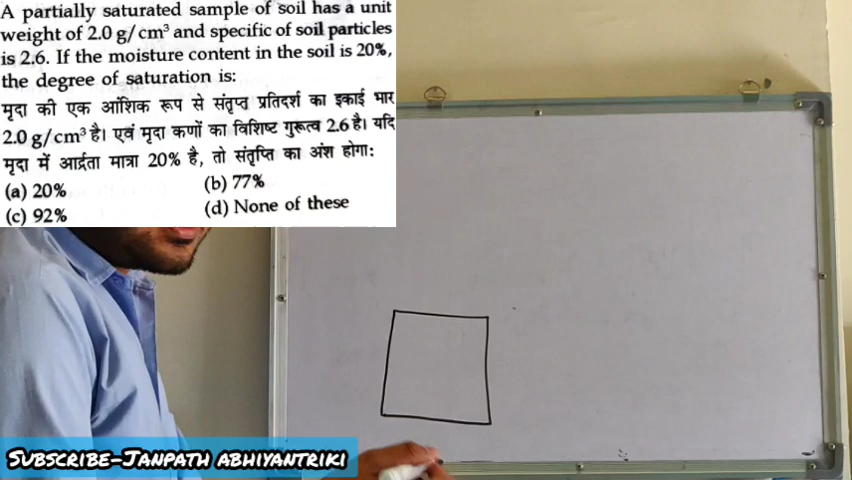 A partially saturated sample of soil has a unit
weight of 2.0 g/cm³ and specific of soil particles
is 2.6. If the moisture content in the soil is 20%,
the degree of saturation is:
मृदा की एक आंशिक रूप से संतृप्त प्रतिदर्श का इकाई भार
2.0 g/cm³ है। एवं मृदा कणों का विशिष्ट गुरूत्व 2.6 है। यदि
मृदा में आर्द्रता मात्रा 20% है, तो संतृप्ति का अंश होगा:
(a) 20% (b) 77%
(c) 92% (d) None of these
SUBSCRIBE-JANPATH ABHIYANTRIKI